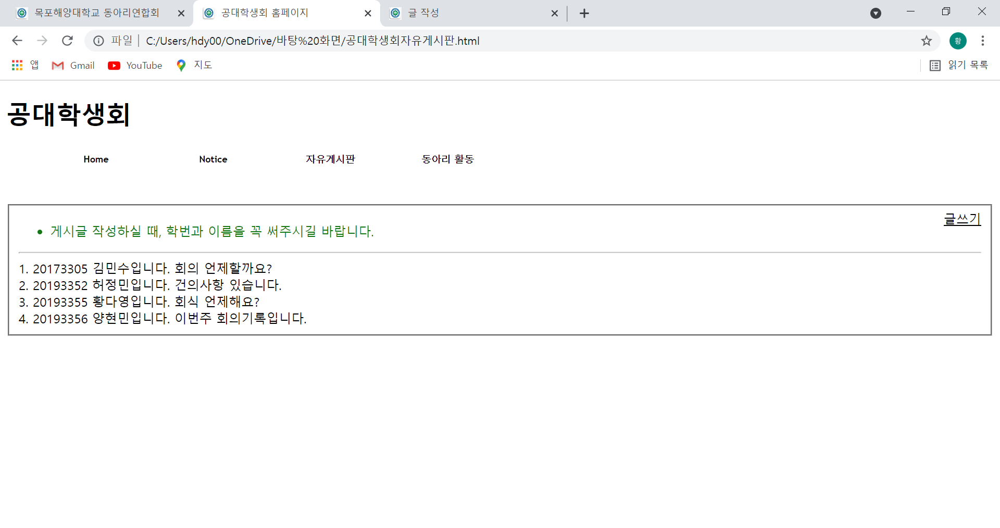 목포해양대학교 동아리연합회
공대학생회 홈페이지
글 작성
파일
C:/Users/hdy00/OneDrive/바탕%20화면/공대학생회자유게시판.html
황
앱
Gmail
YouTube
지도
읽기 목록
공대학생회
Home Notice 자유게시판 동아리 활동
글쓰기
• 게시글 작성하실 때, 학번과 이름을 꼭 써주시길 바랍니다.
1. 20173305 김민수입니다. 회의 언제할까요?
2. 20193352 허정민입니다. 건의사항 있습니다.
3. 20193355 황다영입니다. 회식 언제해요?
4. 20193356 양현민입니다. 이번주 회의기록입니다.